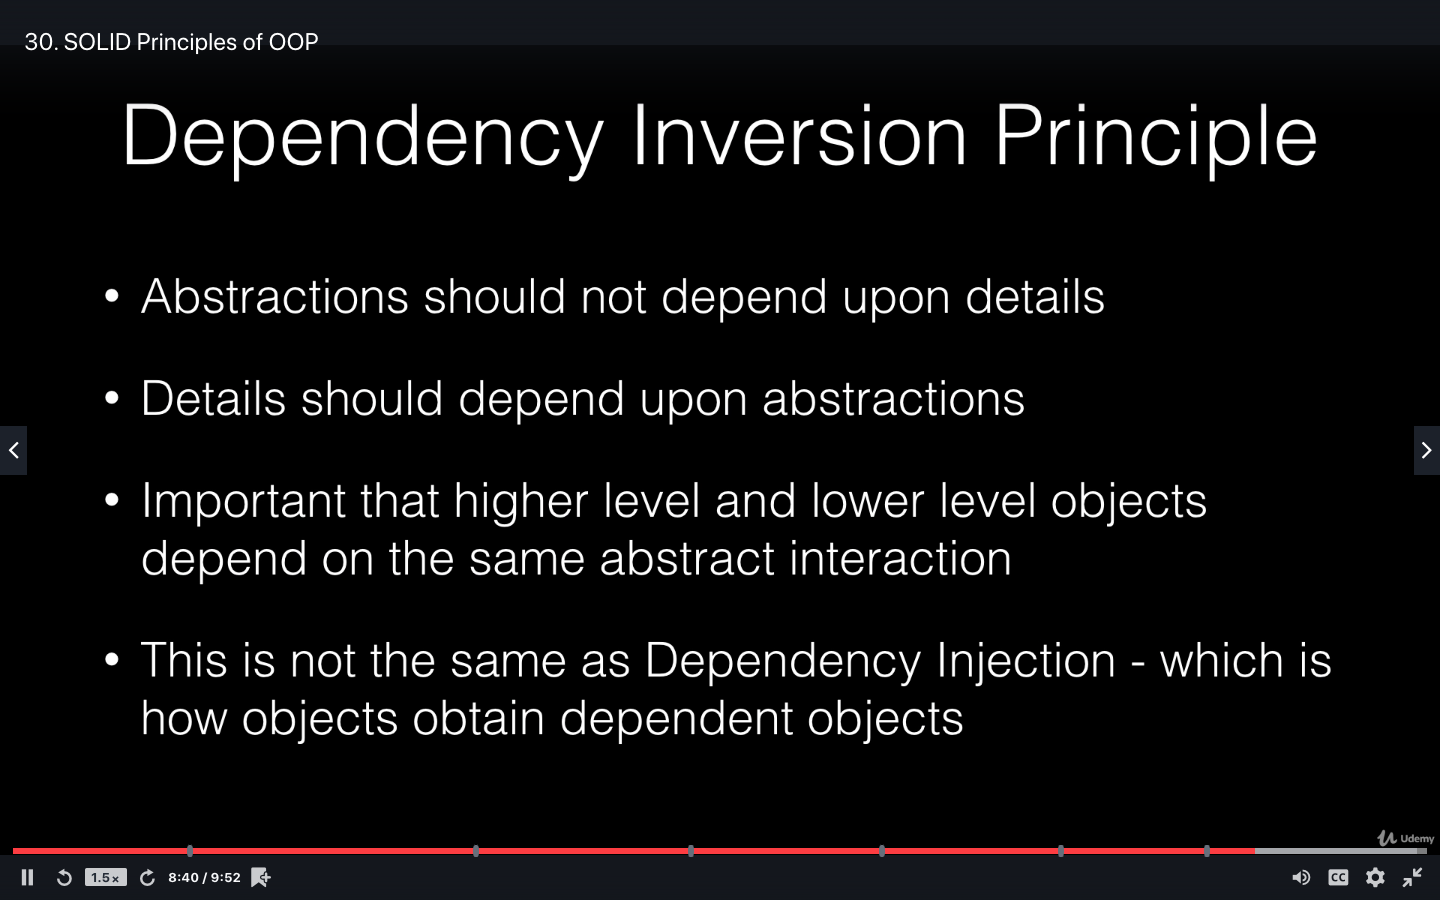 30. SOLID Principles of OOP
Dependency Inversion Principle
• Abstractions should not depend upon details
• Details should depend upon abstractions
• Important that higher level and lower level objects
depend on the same abstract interaction
• This is not the same as Dependency Injection - which is
how objects obtain dependent objects
Udemy
1.5x
8:40 / 9:52
CC